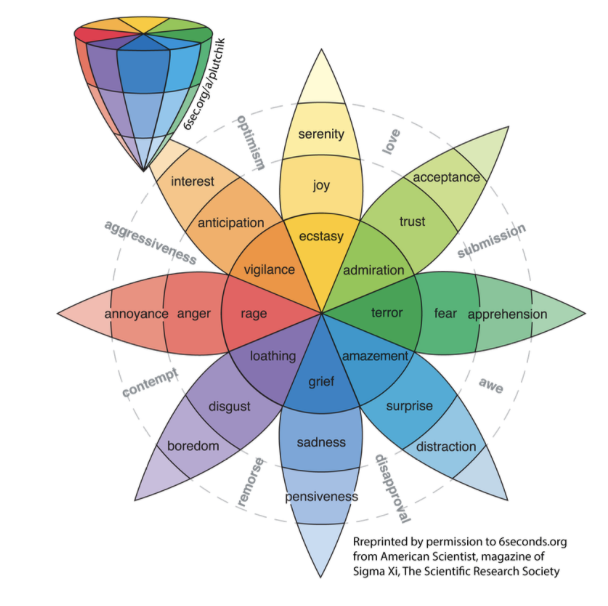 6sec.org/a/plutchik
optimism
love
serenity
interest
joy
acceptance
anticipation
trust
aggressiveness
ecstasy
submission
vigilance
admiration
annoyance
anger
rage
terror
fear
apprehension
loathing
amazement
contempt
grief
awe
disgust
surprise
boredom
sadness
distraction
remorse
disapproval
pensiveness
Rreprinted by permission to 6seconds.org
from American Scientist, magazine of
Sigma Xi, The Scientific Research Society